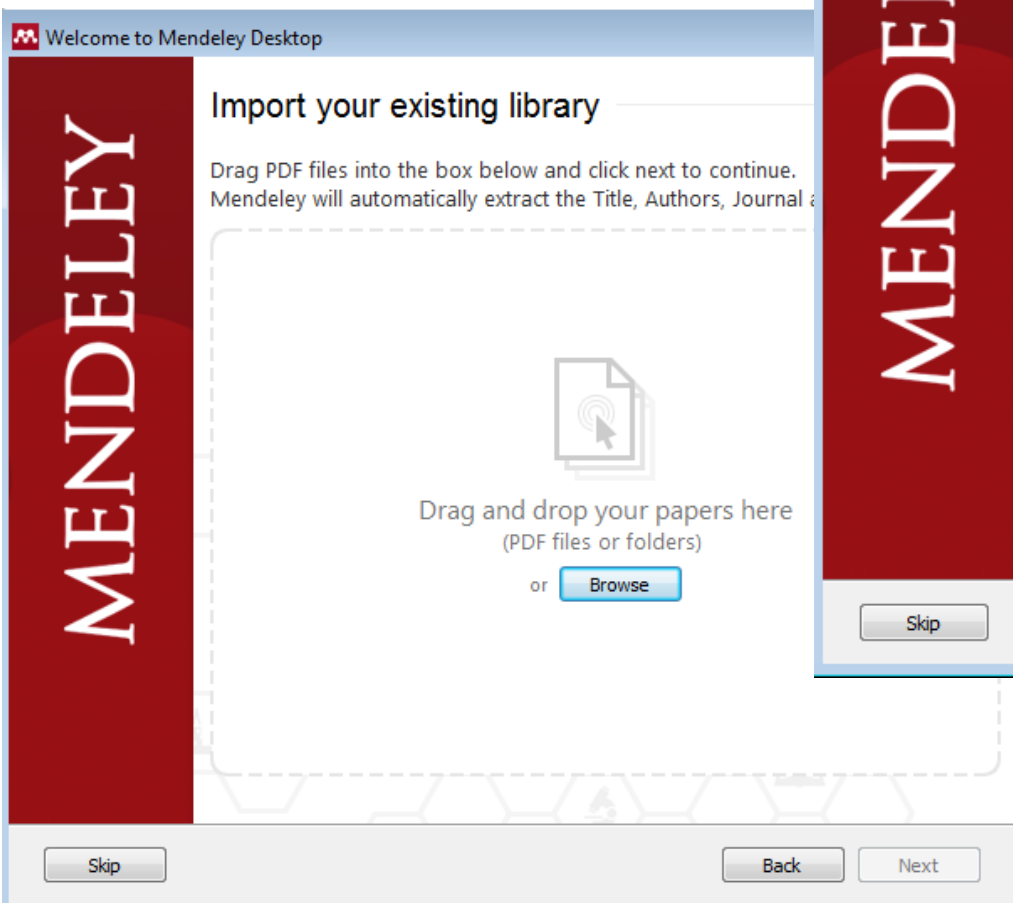 Welcome to Mendeley Desktop
MENDELEY
Import your existing library
Drag PDF files into the box below and click next to continue.
Mendeley will automatically extract the Title, Authors, Journal
Drag and drop your papers here
(PDF files or folders)
or Browse
Skip
Back
Next
MENDE
Skip